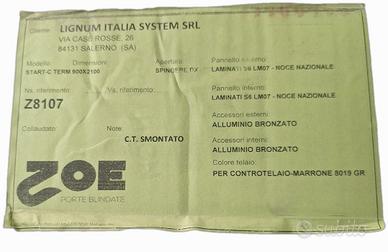 Cliente: LIGNUM ITALIA SYSTEM SRL
VIA CASE ROSSE, 26
84131 SALERNO (SA)
Modello: Dimensioni: Apertura: Pannello esterno:
START-C TERM 900X2100 SPINGERE DX LAMINATI S6 LM07 - NOCE NAZIONALE
Pannello interno:
Ns. riferimento: Vs. riferimento: LAMINATI S6 LM07 - NOCE NAZIONALE
Z8107
Accessori esterni:
ALLUMINIO BRONZATO
Collaudato Note:
C.T. SMONTATO Accessori interni:
ALLUMINIO BRONZATO
Colore telaio:
PER CONTROTELAIO-MARRONE 8019 GR
ZOE
PORTE BLINDATE
subito